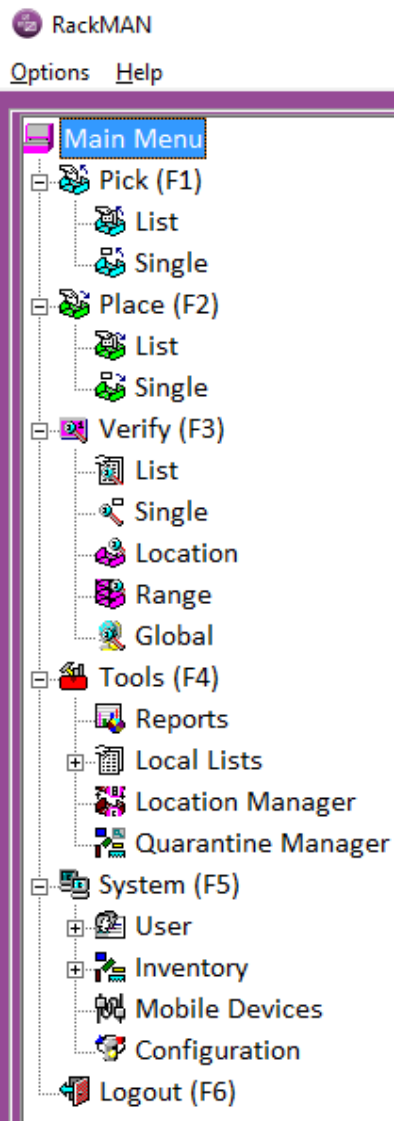 RackMAN
Options Help
Main Menu
Pick (F1)
List
Single
Place (F2)
List
Single
Verify (F3)
List
Single
Location
Range
Global
Tools (F4)
Reports
Local Lists
Location Manager
Quarantine Manager
System (F5)
User
Inventory
Mobile Devices
Configuration
Logout (F6)